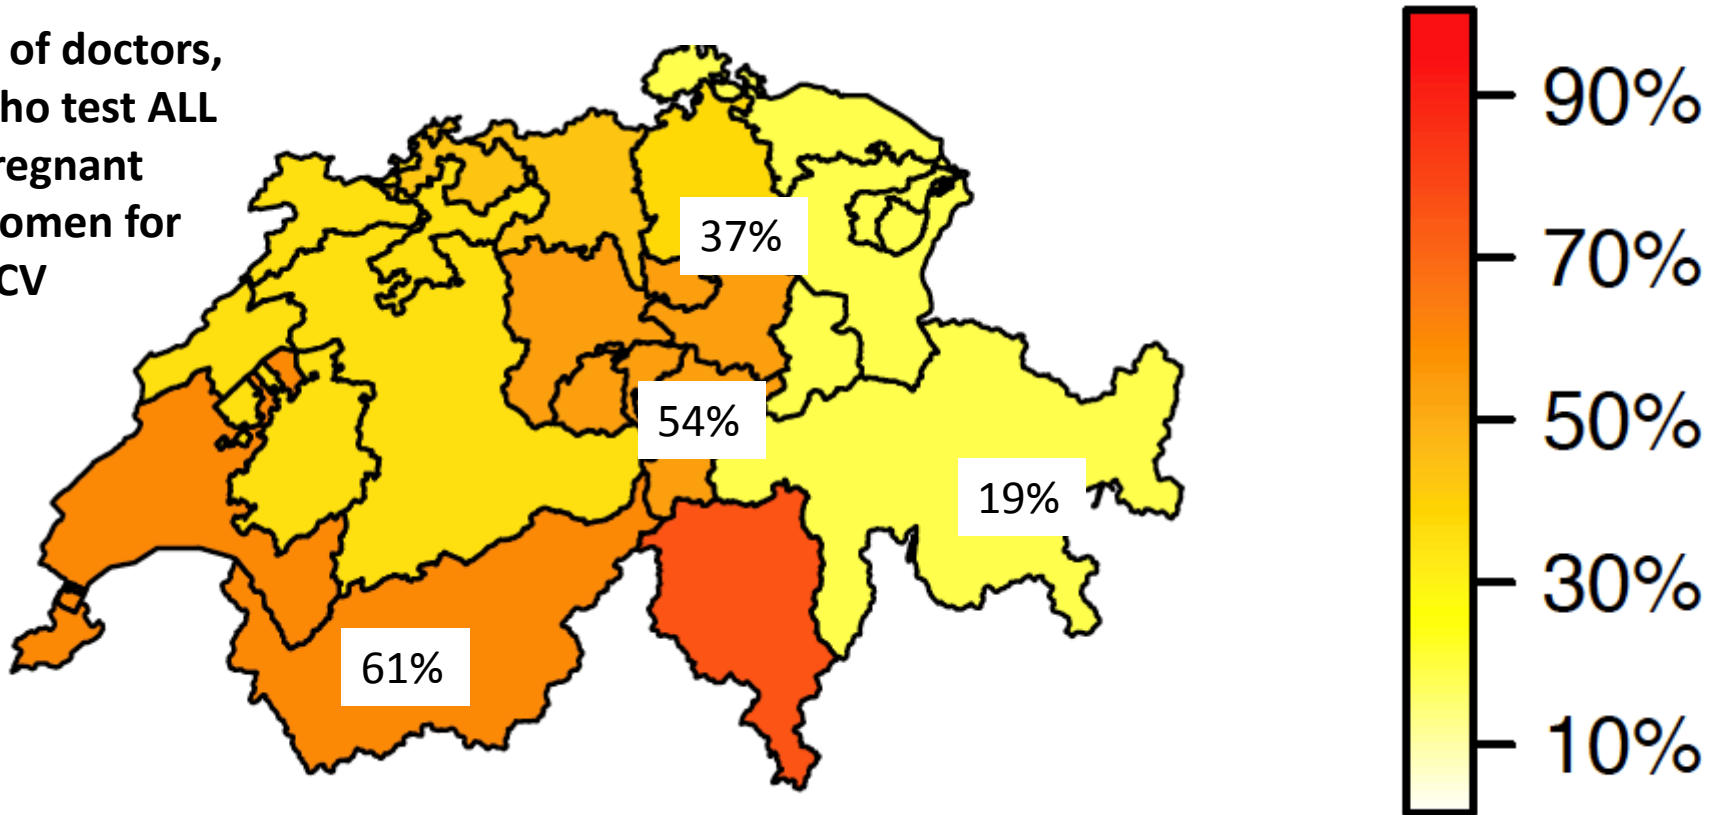 of doctors,
ho test ALL
regnant
omen for
CV
37%
54%
19%
61%
90%
70%
50%
30%
10%